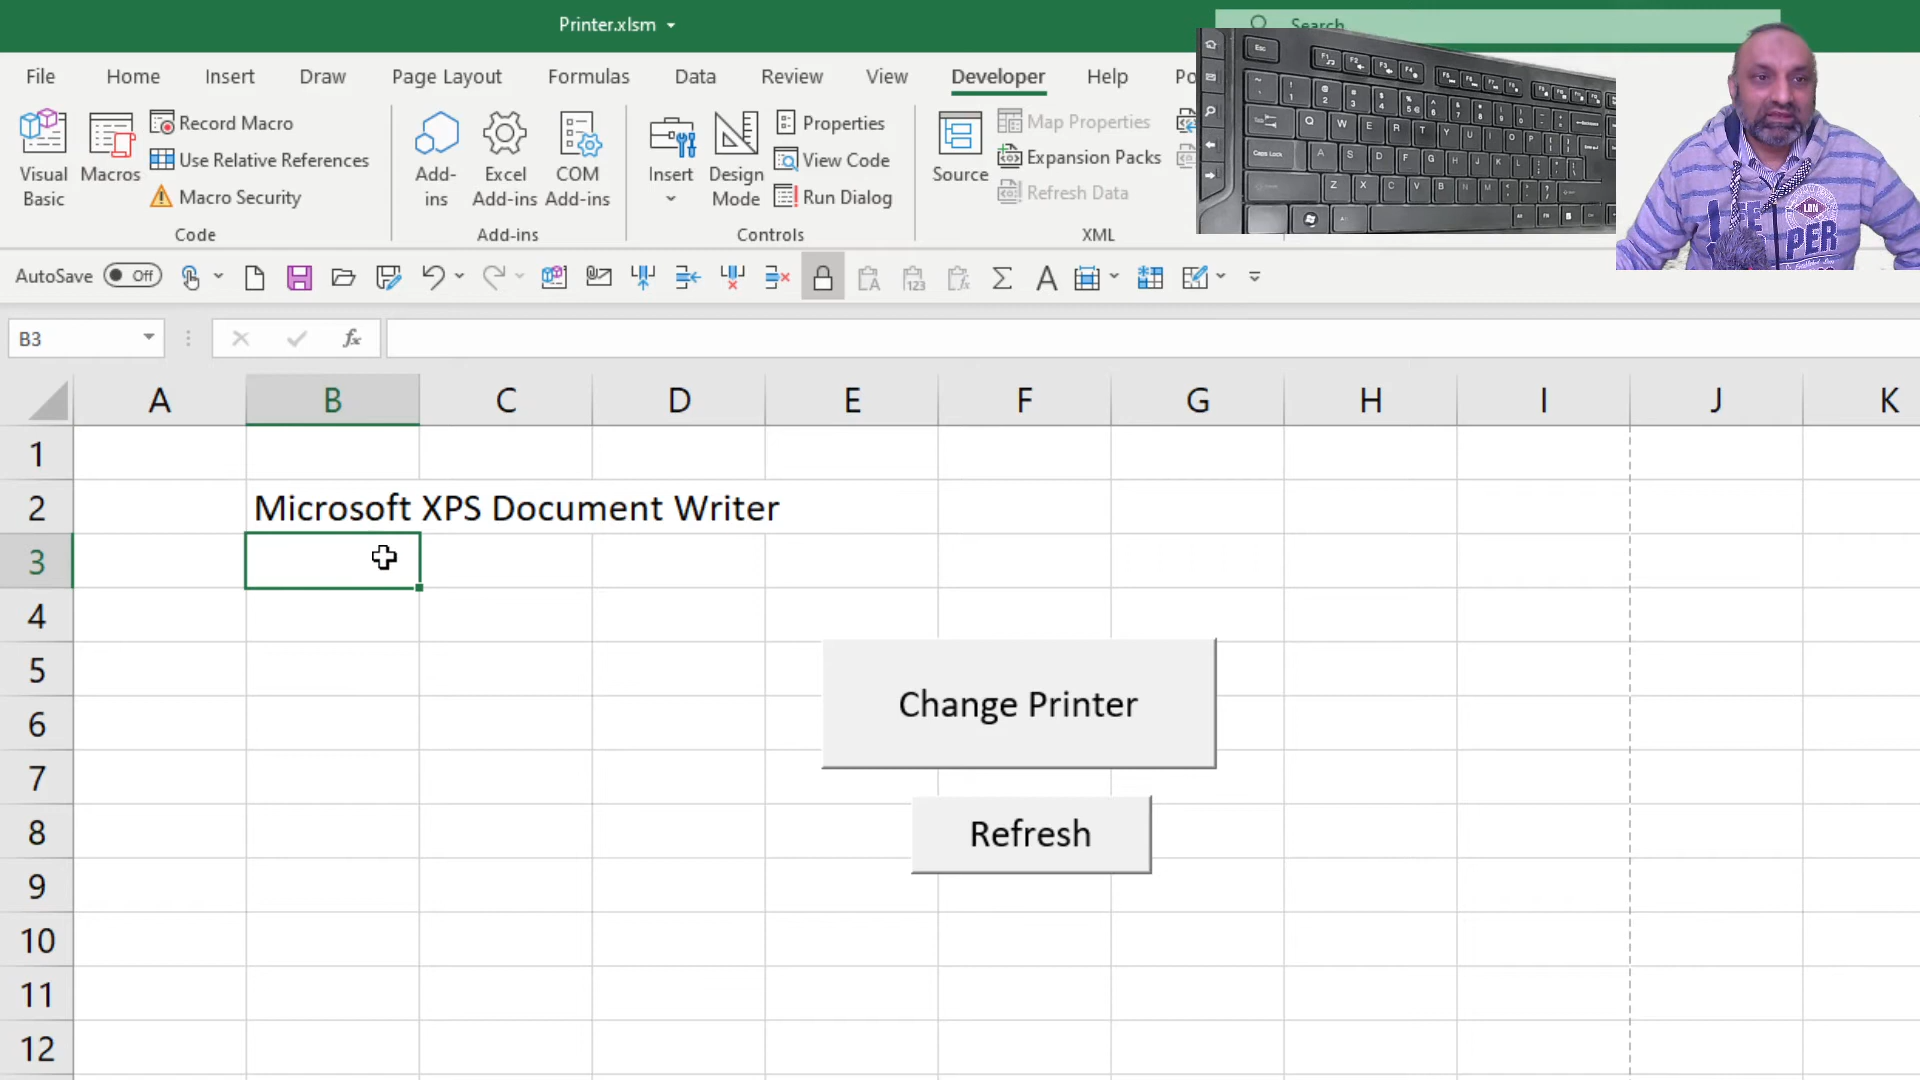 Printer.xlsm
Search
File Home Insert Draw Page Layout Formulas Data Review View Developer Help
Visual Basic
Macros
Record Macro
Use Relative References
Macro Security
Code
Add-ins
Excel Add-ins
COM Add-ins
Add-ins
Insert
Design Mode
Properties
View Code
Run Dialog
Controls
Source
Map Properties
Expansion Packs
Refresh Data
XML
AutoSave Off
B3
fx
A B C D E F G H I J K
1
2 Microsoft XPS Document Writer
3
4
5
6 Change Printer
7
8 Refresh
9
10
11
12
Esc
Q W E R T Y U I O P
Caps Lock A S D F G H J K L
Z X C V B N M
PER